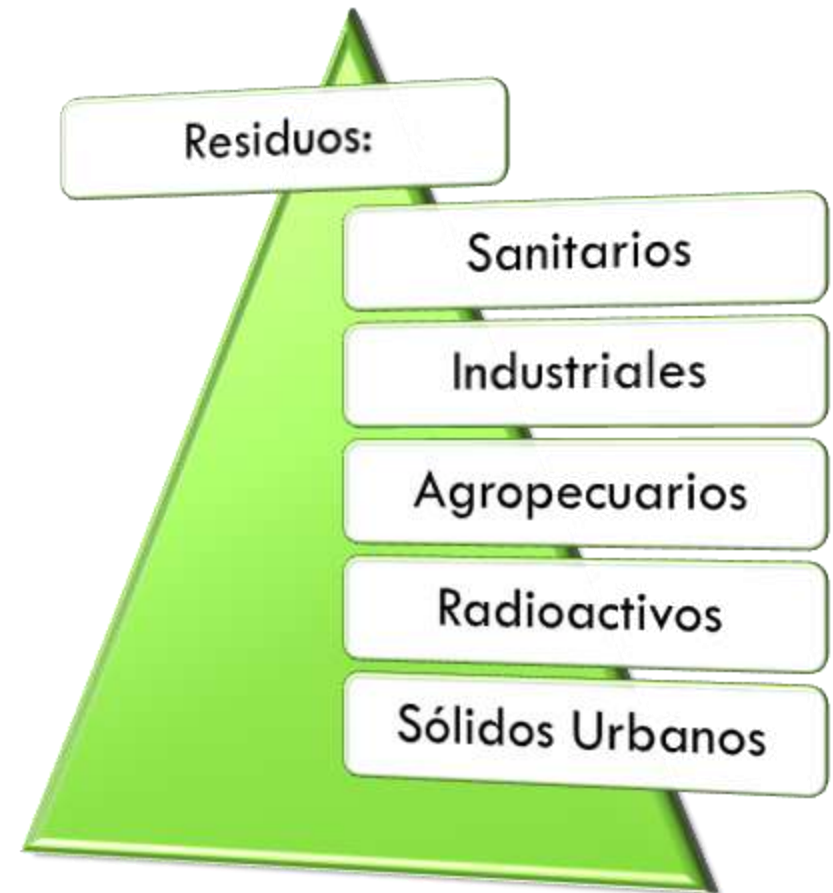 Residuos:
Sanitarios
Industriales
Agropecuarios
Radioactivos
Sólidos Urbanos